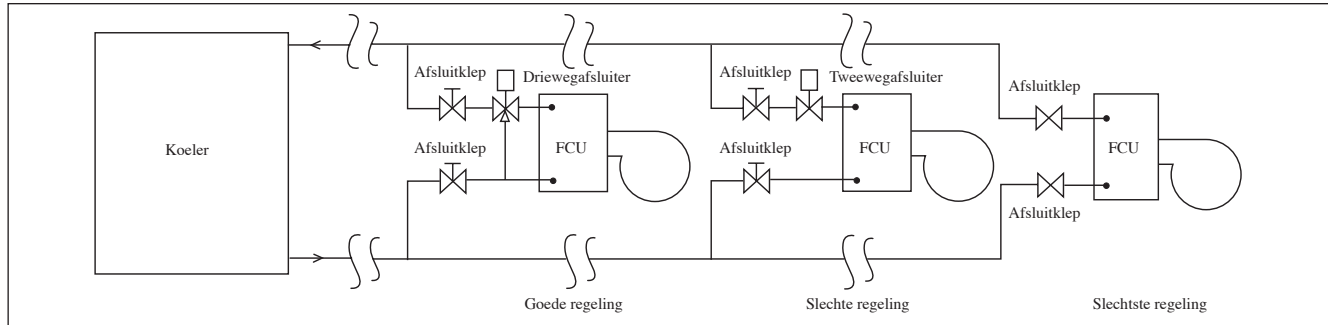 Afsluitklep
Driewegafsluiter
Afsluitklep
Tweewegafsluiter
Afsluitklep
Koeler
Afsluitklep
FCU
Afsluitklep
FCU
FCU
Afsluitklep
Goede regeling
Slechte regeling
Slechtste regeling